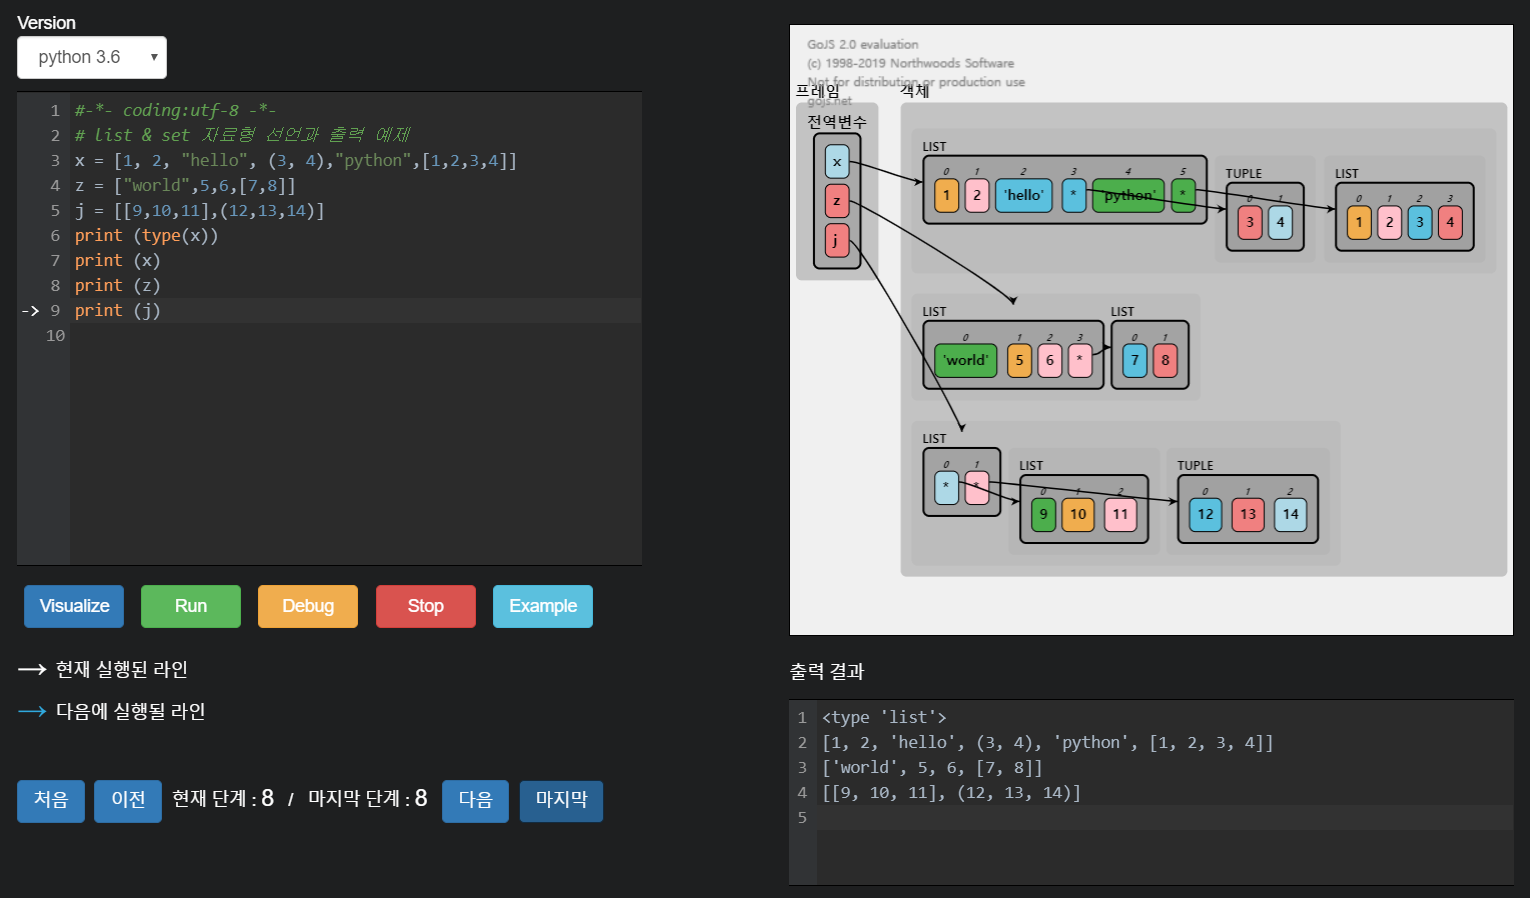 Version
python 3.6
1 #-*- coding:utf-8 -*-
2 # list & set 자료형 선언과 출력 예제
3 x = [1, 2, "hello", (3, 4),"python",[1,2,3,4]]
4 z = ["world",5,6,[7,8]]
5 j = [[9,10,11],(12,13,14)]
6 print (type(x))
7 print (x)
8 print (z)
-> 9 print (j)
10
Visualize Run Debug Stop Example
현재 실행된 라인
다음에 실행될 라인
처음 이전 현재 단계 : 8 / 마지막 단계 : 8 다음 마지막
GoJS 2.0 evaluation
(c) 1998-2019 Northwoods Software
Not for distribution or production use
gojs.net
프레임 객체
전역변수
x
z
j
LIST
0 1 2 3 4 5
1 2 'hello' * 'python' *
TUPLE
0 1
3 4
LIST
0 1 2 3
1 2 3 4
LIST
0 1 2 3
'world' 5 6 *
LIST
0 1
7 8
LIST
0 1
* *
LIST
0 1 2
9 10 11
TUPLE
0 1 2
12 13 14
출력 결과
1 <type 'list'>
2 [1, 2, 'hello', (3, 4), 'python', [1, 2, 3, 4]]
3 ['world', 5, 6, [7, 8]]
4 [[9, 10, 11], (12, 13, 14)]
5